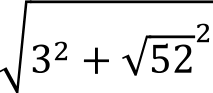 √(3² + √52²)